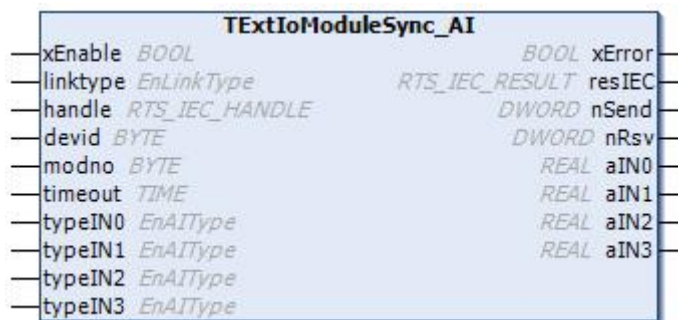 TExtIoModuleSync_AI
xEnable BOOL BOOL xError
linktype EnLinkType RTS_IEC_RESULT resIEC
handle RTS_IEC_HANDLE DWORD nSend
devid BYTE DWORD nRsv
modno BYTE REAL aIN0
timeout TIME REAL aIN1
typeIN0 EnAIType REAL aIN2
typeIN1 EnAIType REAL aIN3
typeIN2 EnAIType
typeIN3 EnAIType